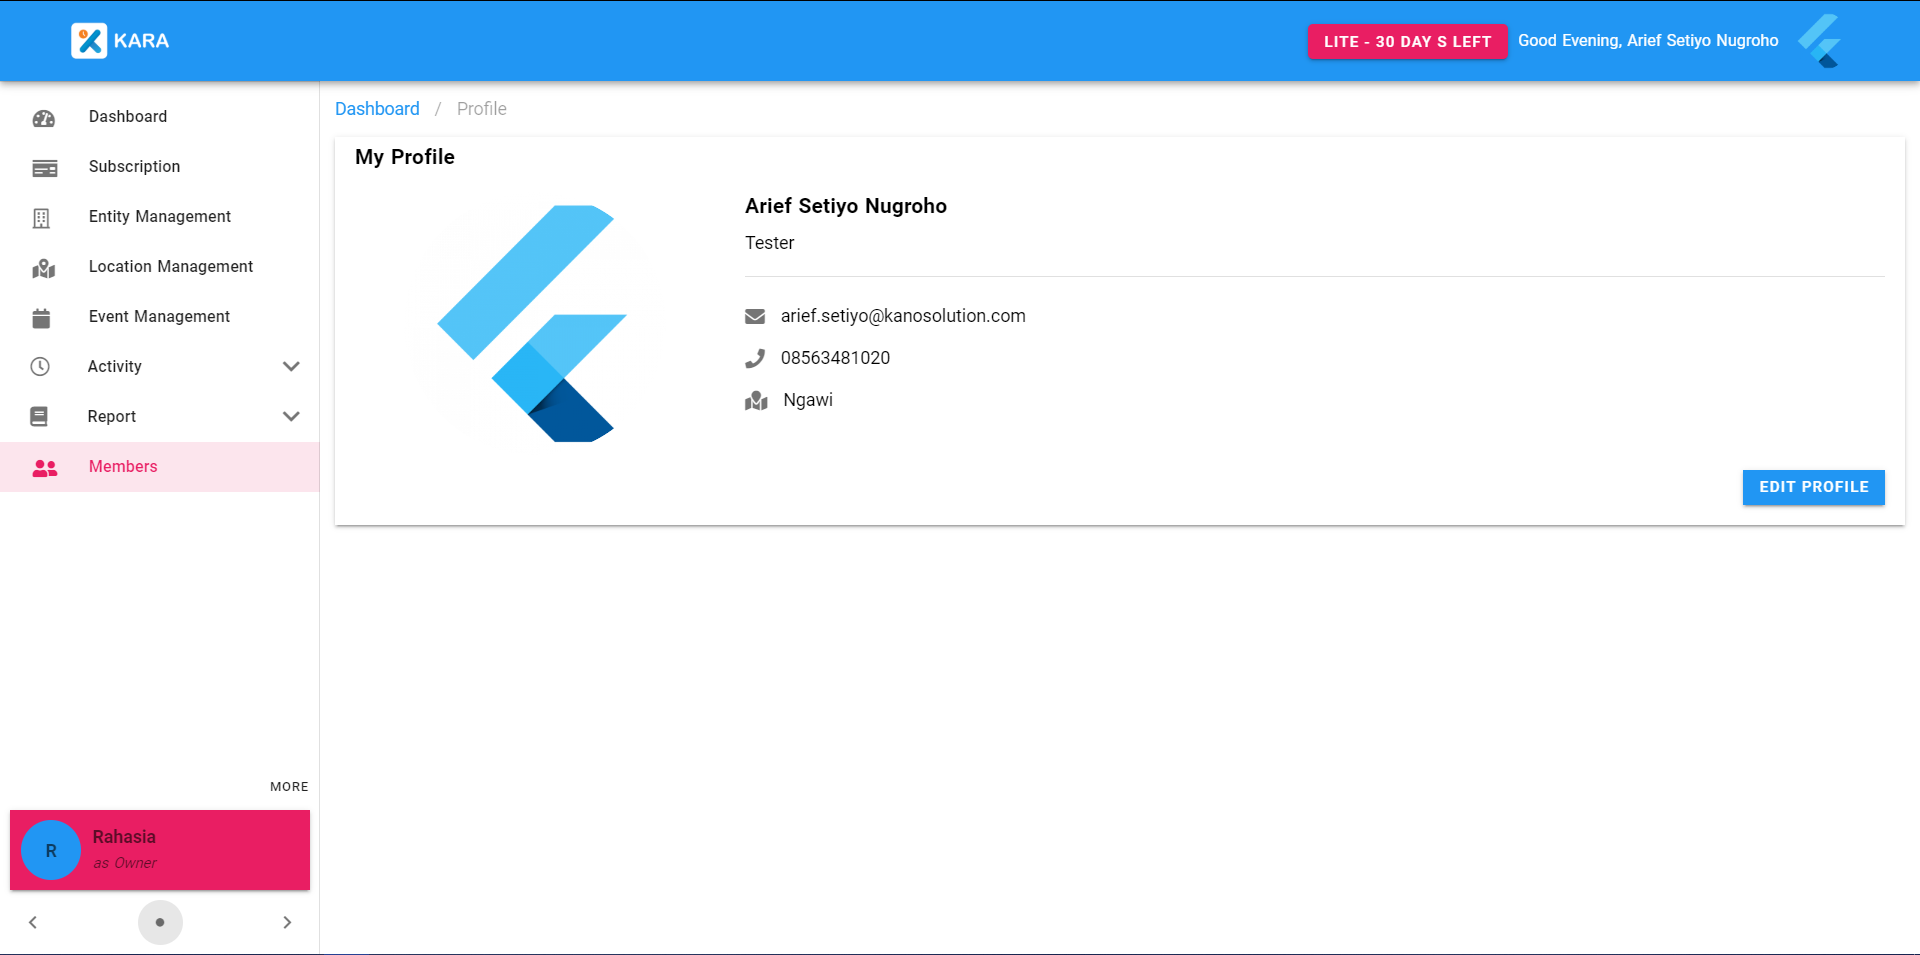 KARA
LITE - 30 DAY S LEFT
Good Evening, Arief Setiyo Nugroho
Dashboard
Subscription
Entity Management
Location Management
Event Management
Activity
Report
Members
MORE
R
Rahasia
as Owner
Dashboard / Profile
My Profile
Arief Setiyo Nugroho
Tester
arief.setiyo@kanosolution.com
08563481020
Ngawi
EDIT PROFILE